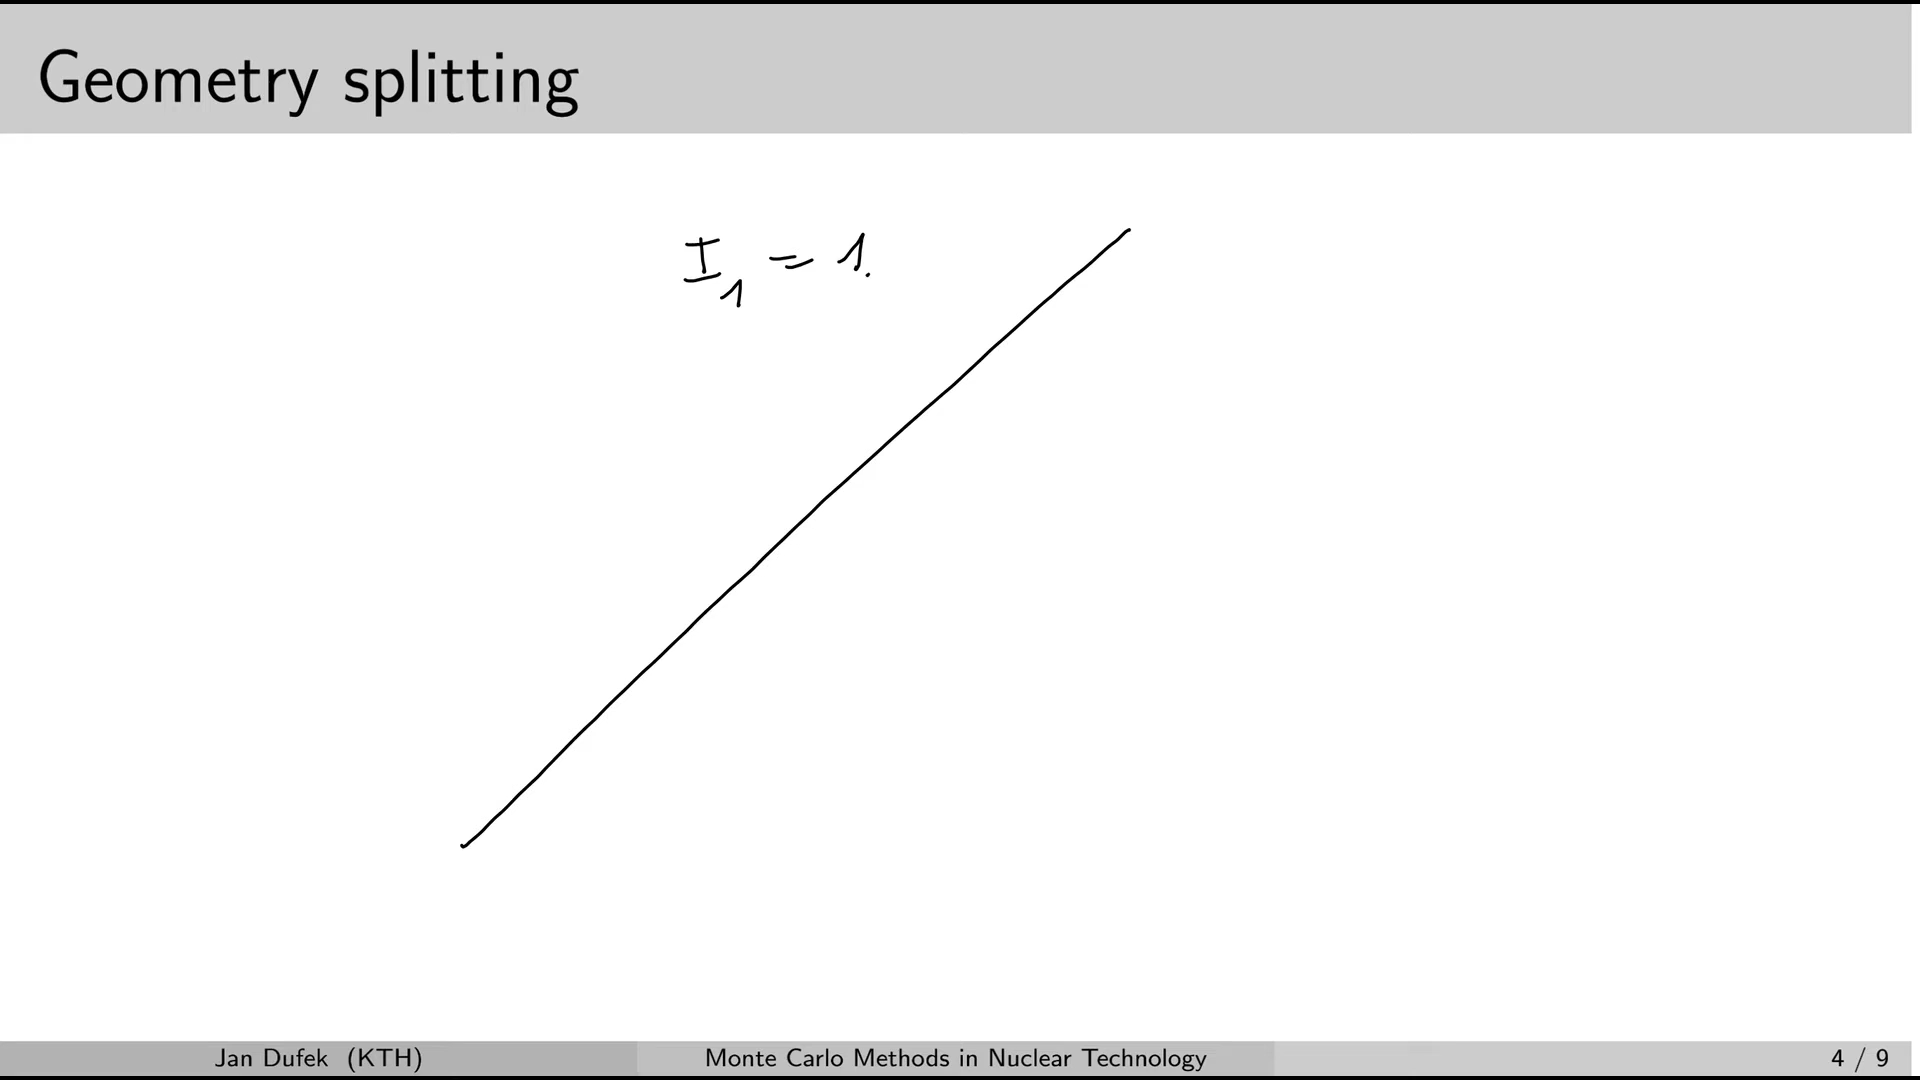 Geometry splitting
I₁ = 1.
Jan Dufek (KTH)
Monte Carlo Methods in Nuclear Technology
4 / 9